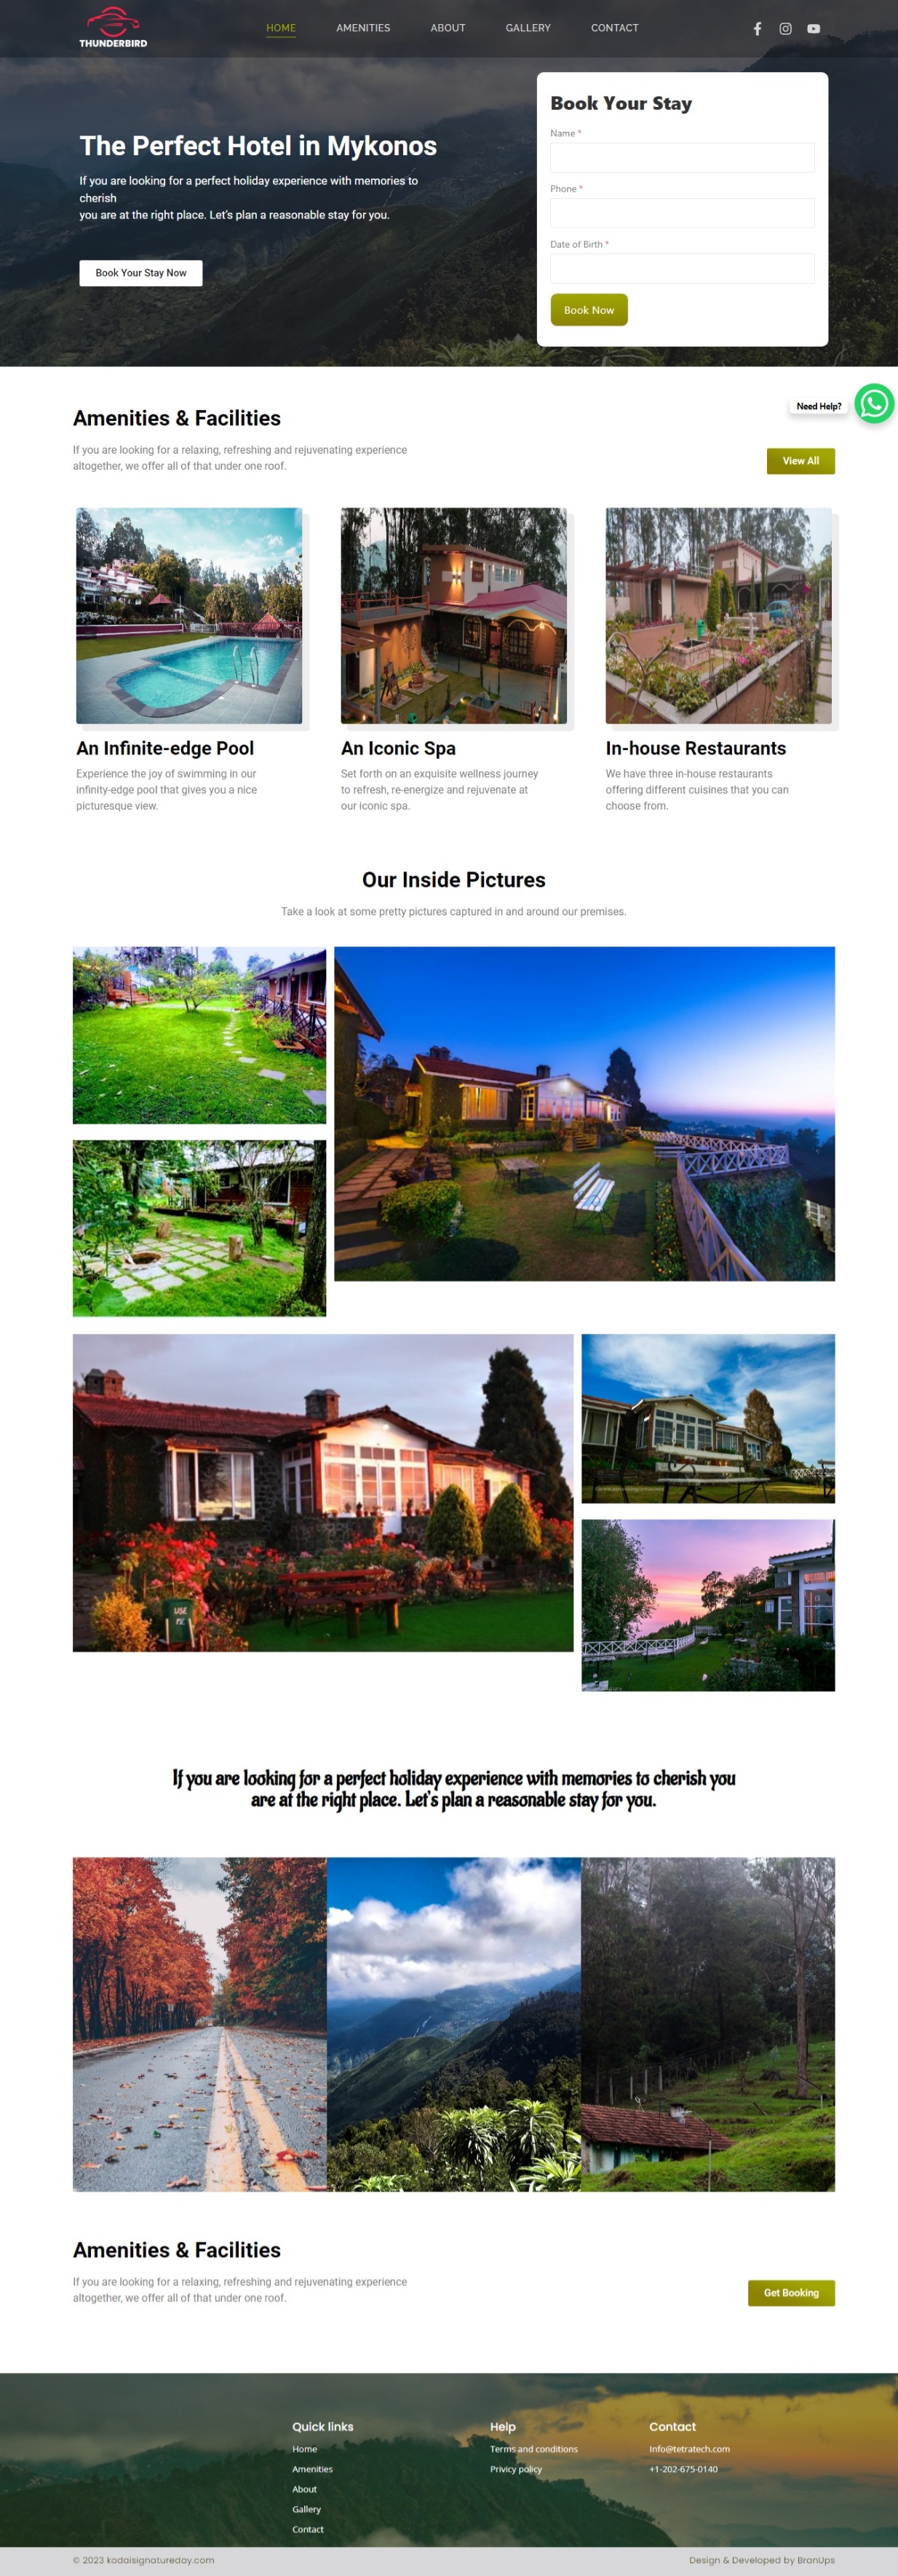 THUNDERBIRD
HOME AMENITIES ABOUT GALLERY CONTACT
The Perfect Hotel in Mykonos
If you are looking for a perfect holiday experience with memories to
cherish
you are at the right place. Let's plan a reasonable stay for you.
Book Your Stay Now
Book Your Stay
Name *
Phone *
Date of Birth *
Book Now
Need Help?
Amenities & Facilities
If you are looking for a relaxing, refreshing and rejuvenating experience
altogether, we offer all of that under one roof.
View All
An Infinite-edge Pool
Experience the joy of swimming in our
infinity-edge pool that gives you a nice
picturesque view.
An Iconic Spa
Set forth on an exquisite wellness journey
to refresh, re-energize and rejuvenate at
our iconic spa.
In-house Restaurants
We have three in-house restaurants
offering different cuisines that you can
choose from.
Our Inside Pictures
Take a look at some pretty pictures captured in and around our premises.
USE
If you are looking for a perfect holiday experience with memories to cherish you
are at the right place. Let's plan a reasonable stay for you.
Amenities & Facilities
If you are looking for a relaxing, refreshing and rejuvenating experience
altogether, we offer all of that under one roof.
Get Booking
Quick links
Home
Amenities
About
Gallery
Contact
Help
Terms and conditions
Privicy policy
Contact
Info@tetratech.com
+1-202-675-0140
© 2023 kodaisignatureday.com
Design & Developed by BranUps